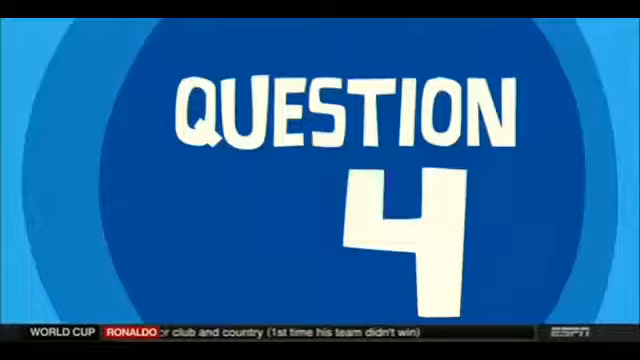 QUESTION
4
WORLD CUP RONALDO or club and country (1st time his team didn't win) ESPN